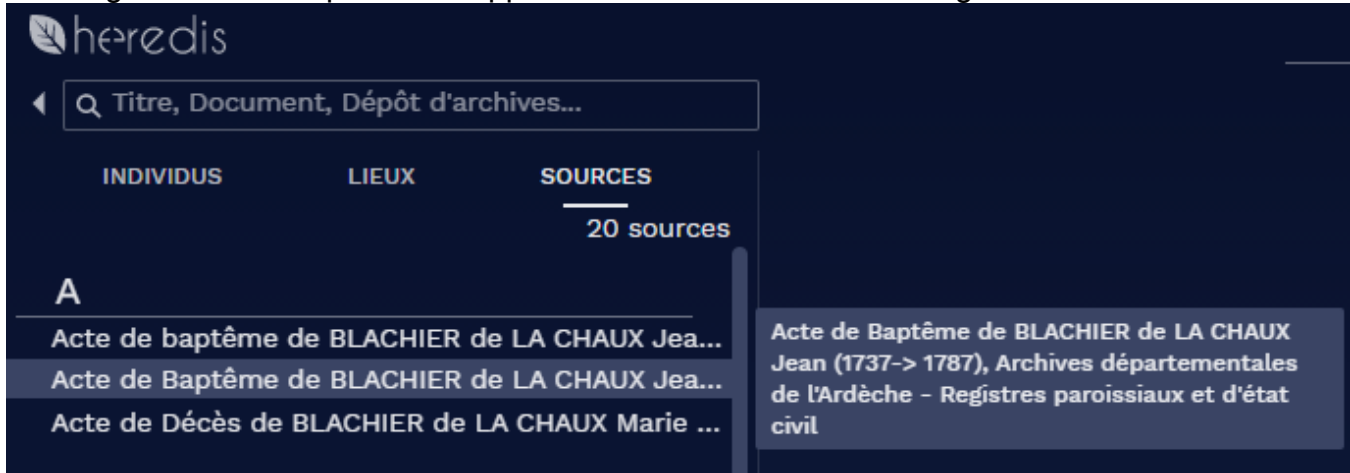 heredis
Titre, Document, Dépôt d'archives...
INDIVIDUS LIEUX SOURCES
20 sources
A
Acte de baptême de BLACHIER de LA CHAUX Jea...
Acte de Baptême de BLACHIER de LA CHAUX Jea...
Acte de Décès de BLACHIER de LA CHAUX Marie ...
Acte de Baptême de BLACHIER de LA CHAUX
Jean (1737-> 1787), Archives départementales
de l'Ardèche - Registres paroissiaux et d'état
civil